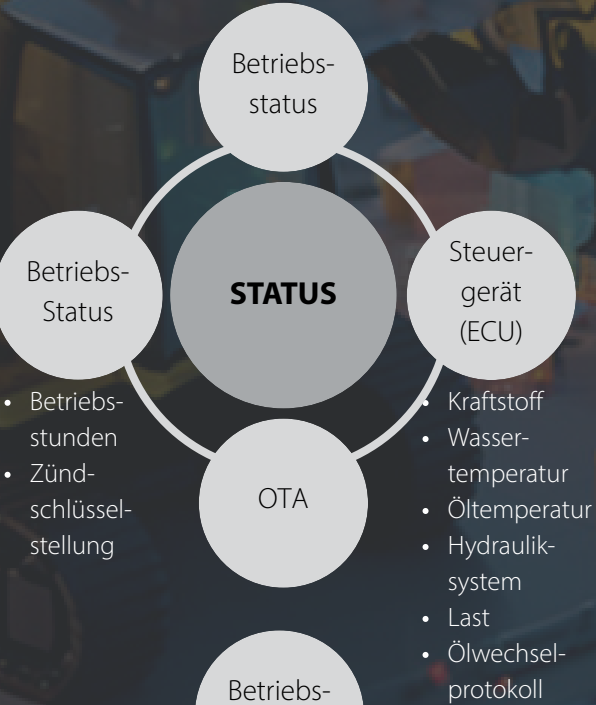 Betriebs-
status
Betriebs-
Status
STATUS
Steuer-
gerät
(ECU)
• Betriebs-
stunden
• Zünd-
schlüssel-
stellung
OTA
• Kraftstoff
• Wasser-
temperatur
• Öltemperatur
• Hydraulik-
system
• Last
• Ölwechsel-
protokoll
Betriebs-